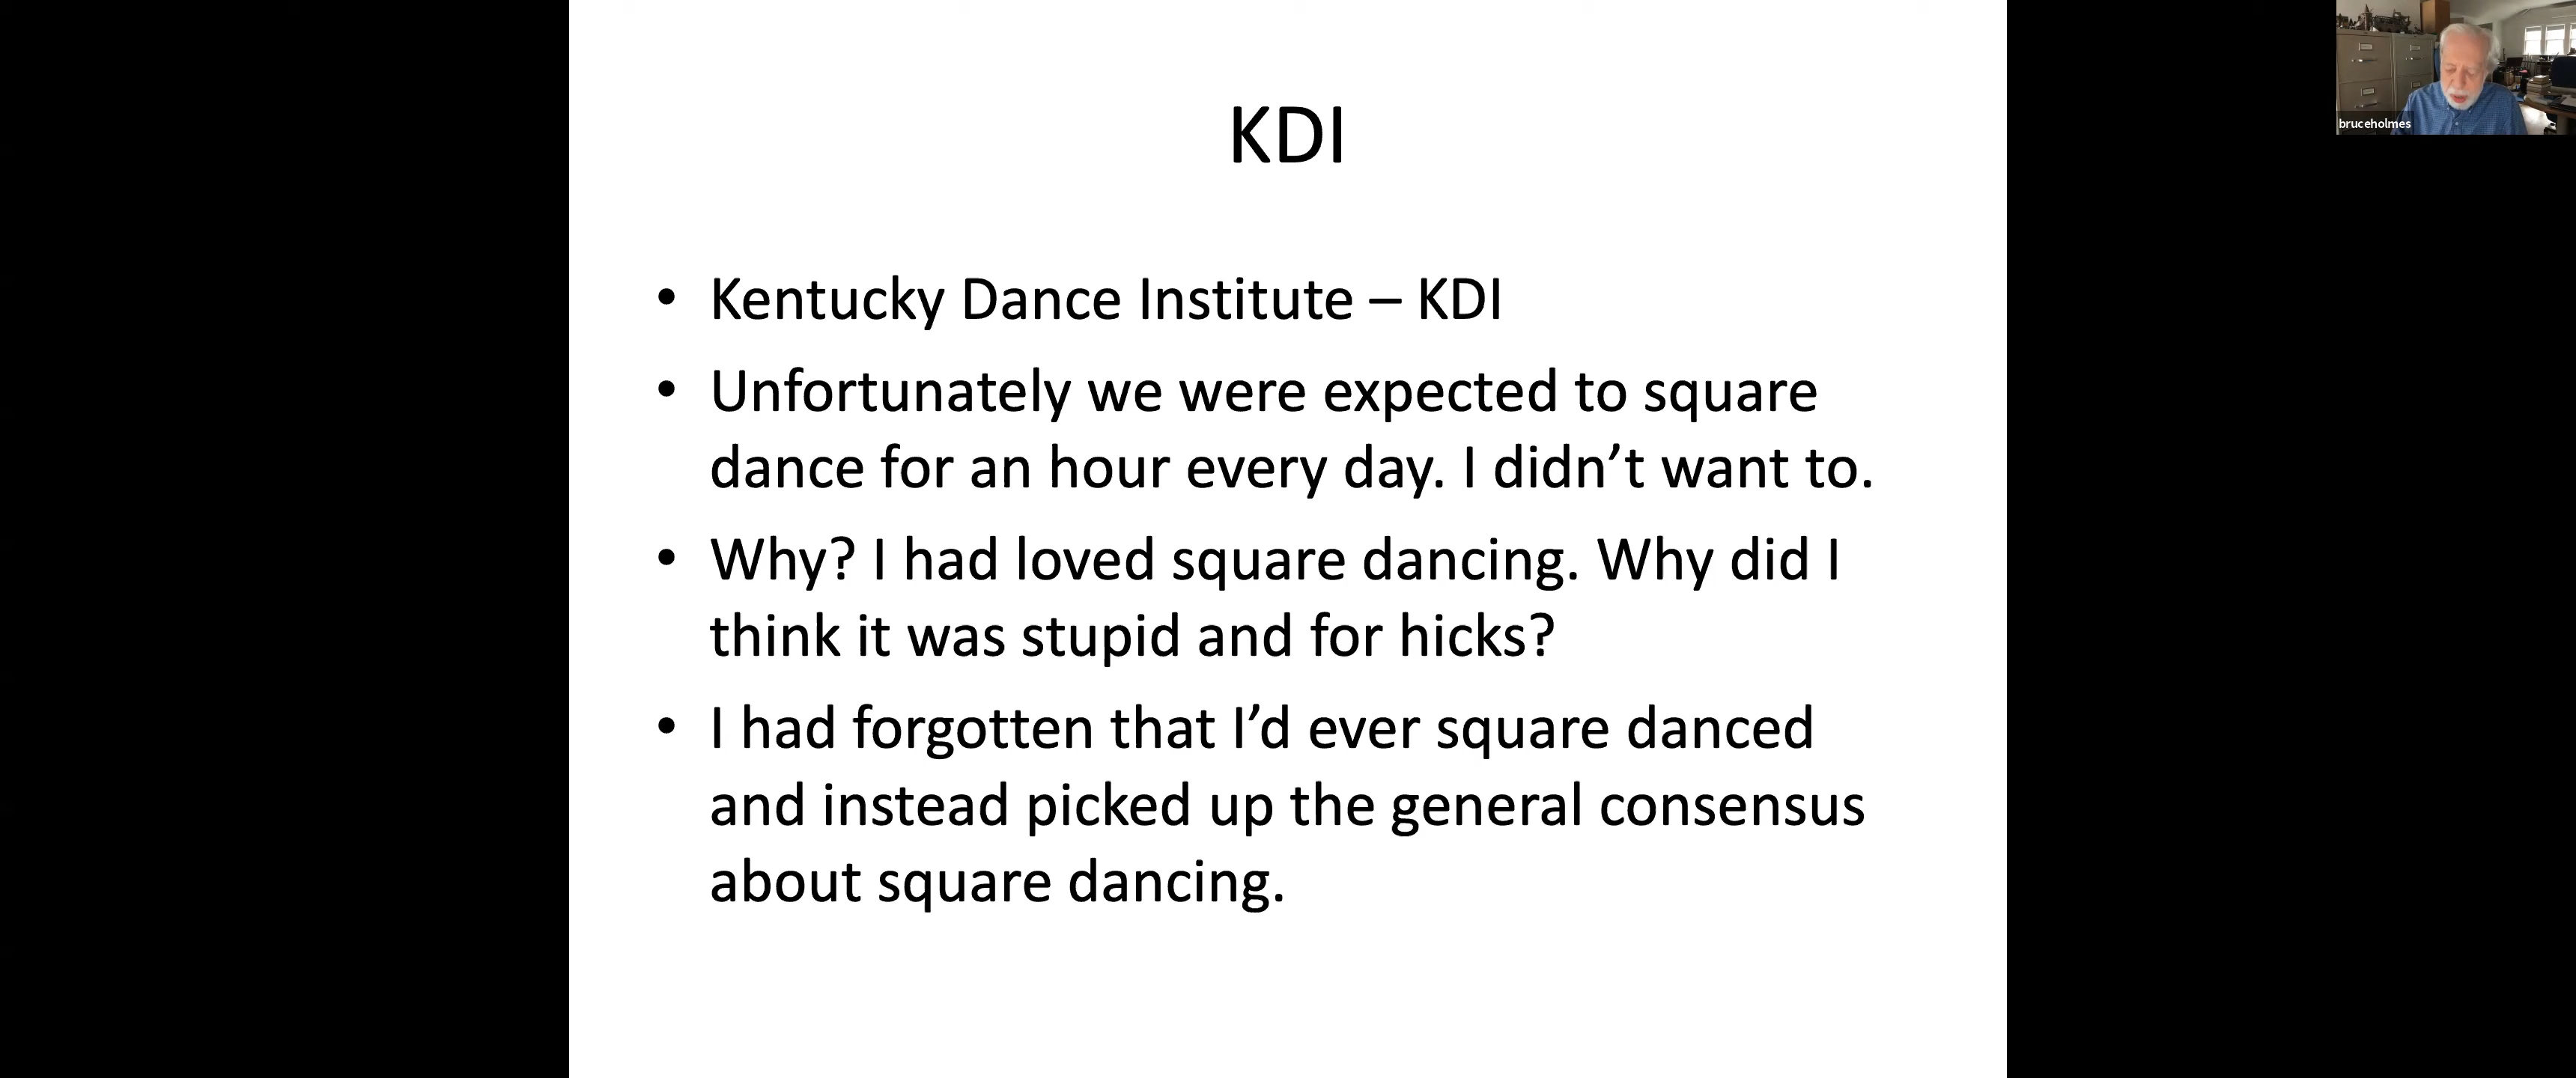 KDI
• Kentucky Dance Institute – KDI
• Unfortunately we were expected to square
dance for an hour every day. I didn’t want to.
• Why? I had loved square dancing. Why did I
think it was stupid and for hicks?
• I had forgotten that I’d ever square danced
and instead picked up the general consensus
about square dancing.
bruceholmes